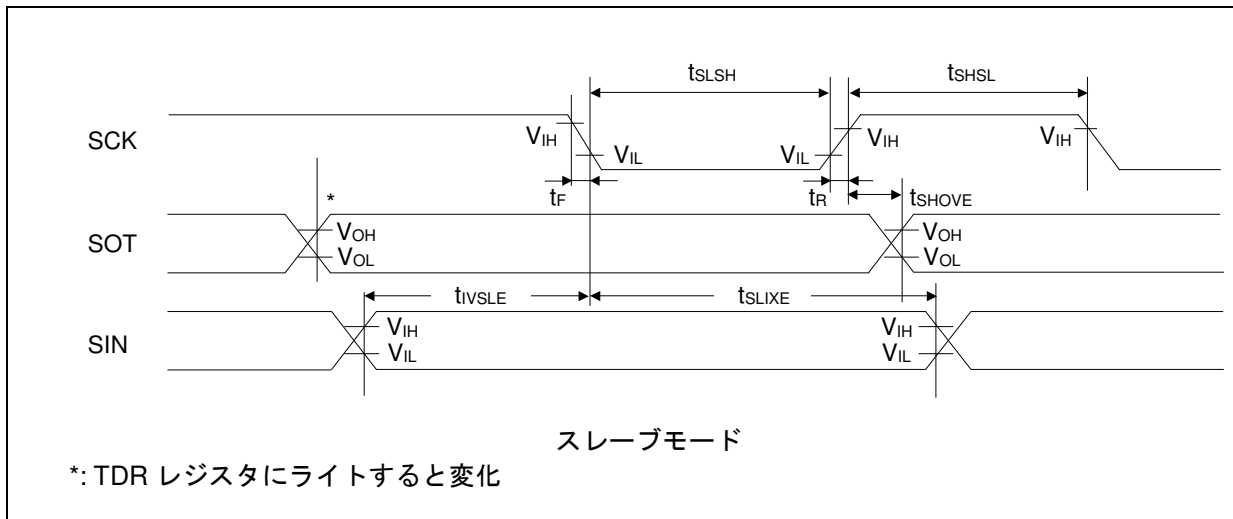 tSLSH tSHSL
SCK VIH VIL VIL VIH VIH
tF tR tSHOVE
*
SOT VOH VOH
VOL VOL
tIVSLE tSLIXE
SIN VIH VIH
VIL VIL
スレーブモード
*: TDR レジスタにライトすると変化